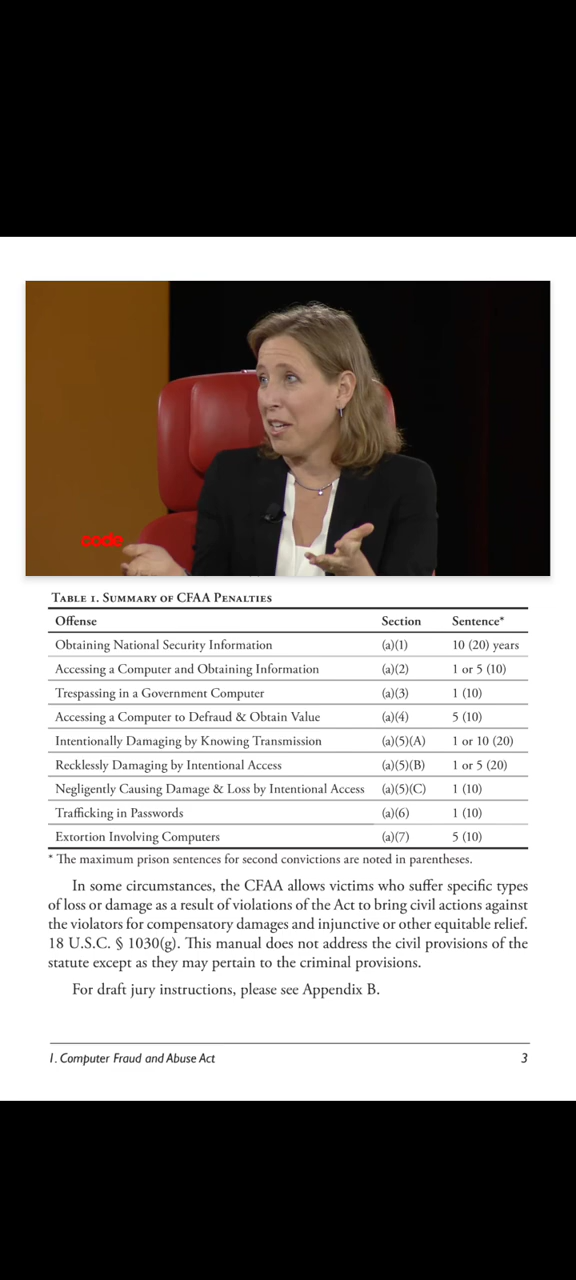 code
TABLE 1. SUMMARY OF CFAA PENALTIES
Offense Section Sentence*
Obtaining National Security Information (a)(1) 10 (20) years
Accessing a Computer and Obtaining Information (a)(2) 1 or 5 (10)
Trespassing in a Government Computer (a)(3) 1 (10)
Accessing a Computer to Defraud & Obtain Value (a)(4) 5 (10)
Intentionally Damaging by Knowing Transmission (a)(5)(A) 1 or 10 (20)
Recklessly Damaging by Intentional Access (a)(5)(B) 1 or 5 (20)
Negligently Causing Damage & Loss by Intentional Access (a)(5)(C) 1 (10)
Trafficking in Passwords (a)(6) 1 (10)
Extortion Involving Computers (a)(7) 5 (10)
* The maximum prison sentences for second convictions are noted in parentheses.
In some circumstances, the CFAA allows victims who suffer specific types
of loss or damage as a result of violations of the Act to bring civil actions against
the violators for compensatory damages and injunctive or other equitable relief.
18 U.S.C. § 1030(g). This manual does not address the civil provisions of the
statute except as they may pertain to the criminal provisions.
For draft jury instructions, please see Appendix B.
1. Computer Fraud and Abuse Act 3